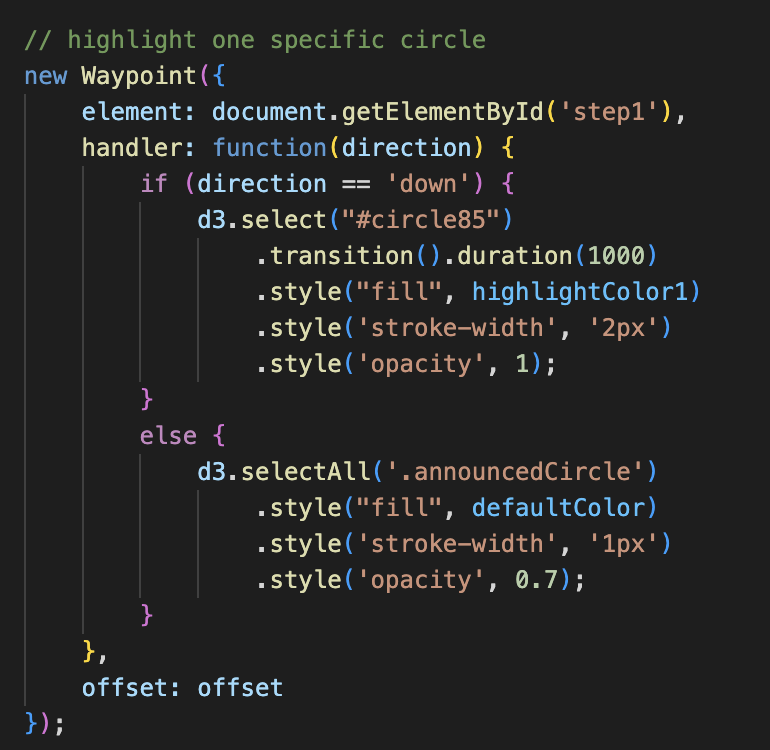 // highlight one specific circle
new Waypoint({
    element: document.getElementById('step1'),
    handler: function(direction) {
        if (direction == 'down') {
            d3.select("#circle85")
                .transition().duration(1000)
                .style("fill", highlightColor1)
                .style('stroke-width', '2px')
                .style('opacity', 1);
        }
        else {
            d3.selectAll('.announcedCircle')
                .style("fill", defaultColor)
                .style('stroke-width', '1px')
                .style('opacity', 0.7);
        }
    },
    offset: offset
});